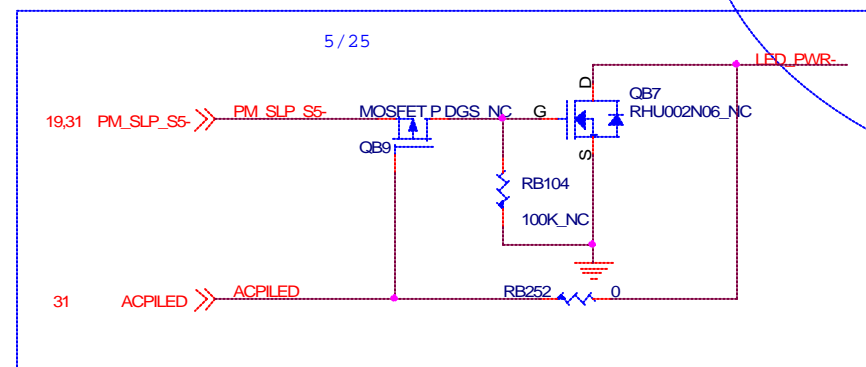 5/25
LED_PWR-
D
QB7
RHU002N06_NC
19,31 PM_SLP_S5- PM_SLP_S5- MOSFET P DGS_NC G
QB9
S
RB104
100K_NC
31 ACPILED ACPILED RB252 0